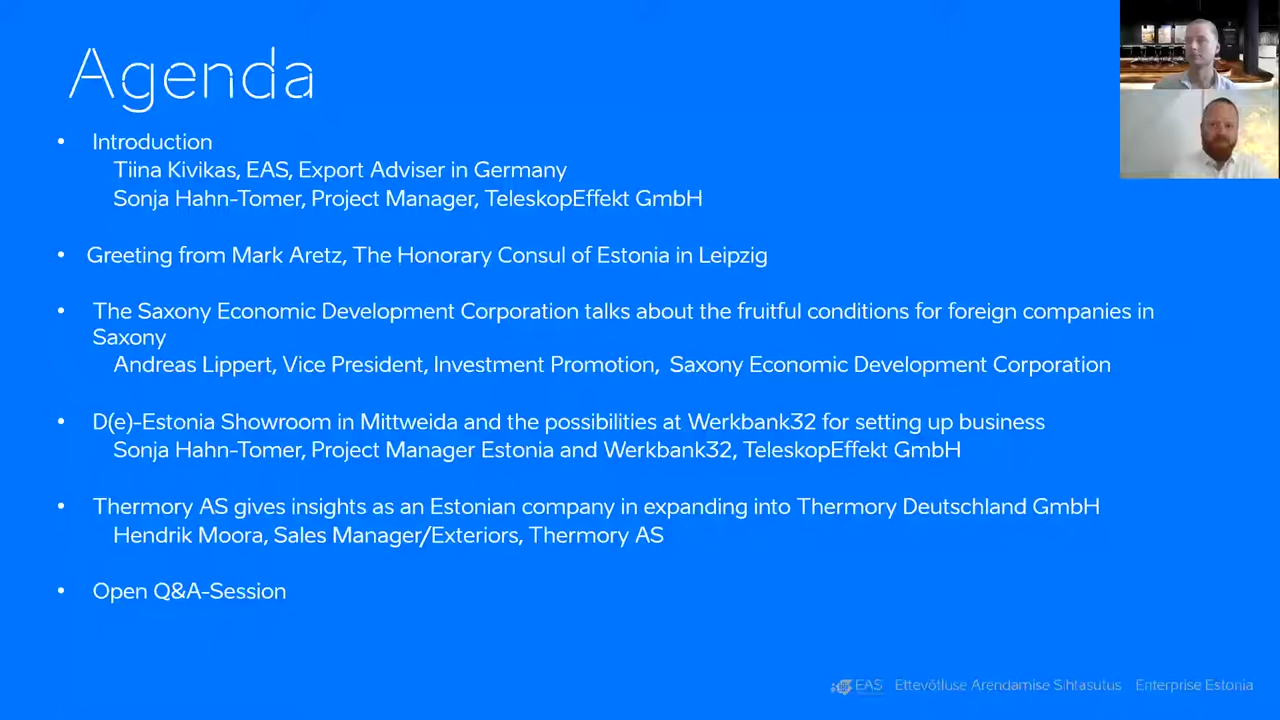 Agenda
• Introduction
Tiina Kivikas, EAS, Export Adviser in Germany
Sonja Hahn-Tomer, Project Manager, TeleskopEffekt GmbH
• Greeting from Mark Aretz, The Honorary Consul of Estonia in Leipzig
• The Saxony Economic Development Corporation talks about the fruitful conditions for foreign companies in
Saxony
Andreas Lippert, Vice President, Investment Promotion, Saxony Economic Development Corporation
• D(e)-Estonia Showroom in Mittweida and the possibilities at Werkbank32 for setting up business
Sonja Hahn-Tomer, Project Manager Estonia and Werkbank32, TeleskopEffekt GmbH
• Thermory AS gives insights as an Estonian company in expanding into Thermory Deutschland GmbH
Hendrik Moora, Sales Manager/Exteriors, Thermory AS
• Open Q&A-Session
EAS Ettevõtluse Arendamise Sihtasutus Enterprise Estonia